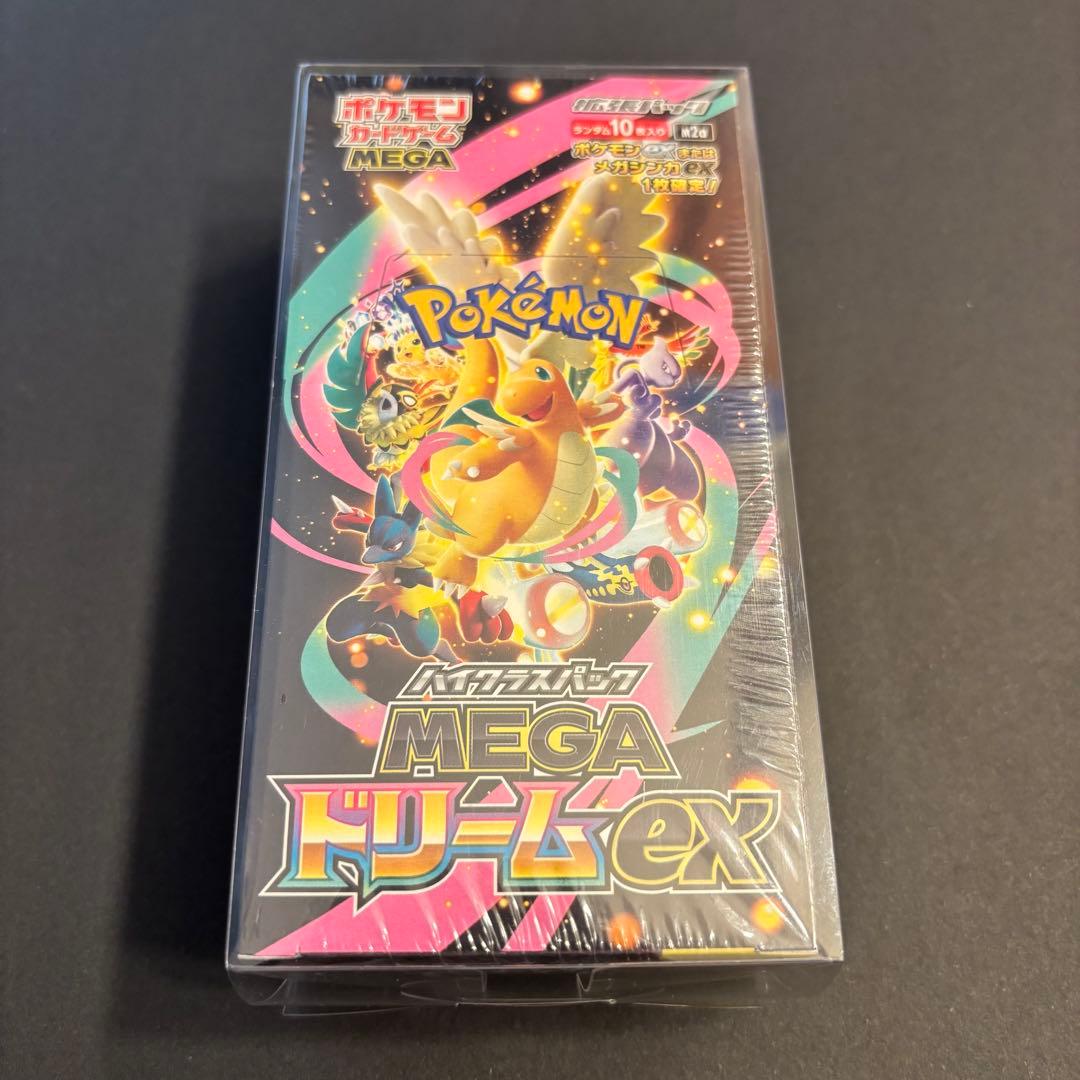 ポケモン
カードゲーム
MEGA
拡張パック
ランダム10枚入り M2a
ポケモンexまたは
メガシンカex
1枚確定!
POKéMON
ハイクラスパック
MEGA
ドリームex